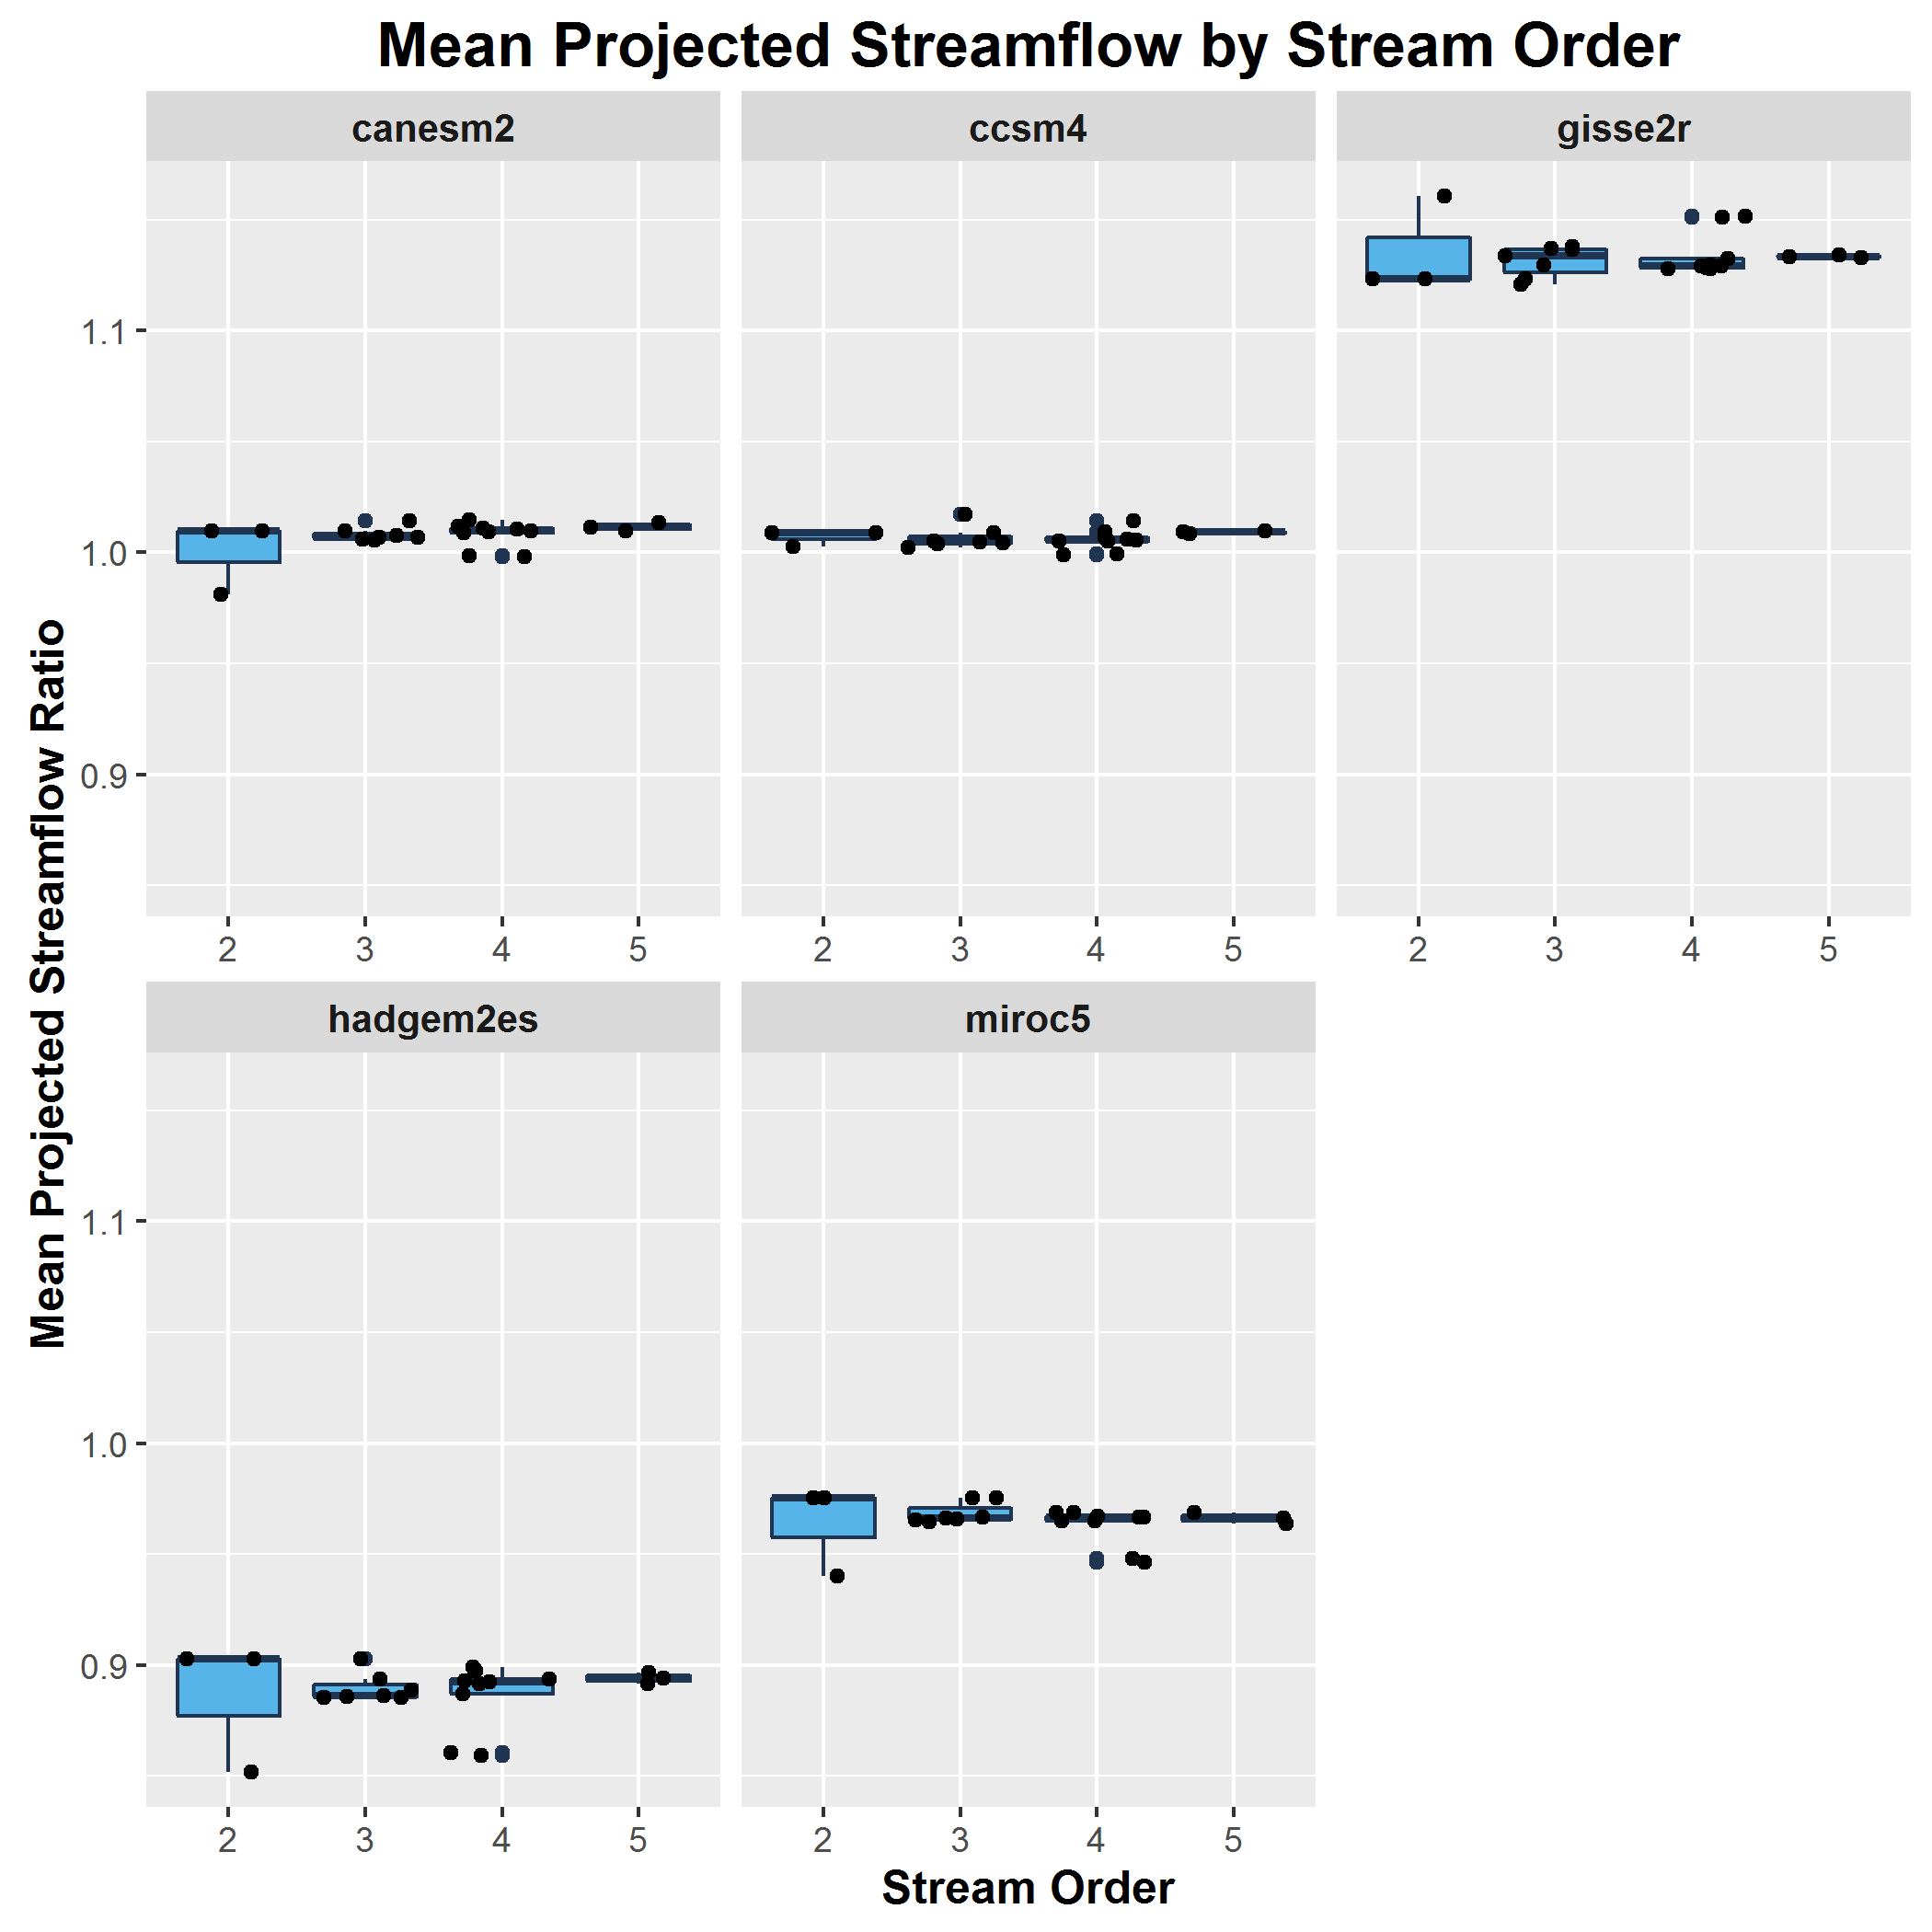 Mean Projected Streamflow by Stream Order
canesm2 ccsm4 gisse2r
1.1
1.0
0.9
2 3 4 5 2 3 4 5 2 3 4 5
Mean Projected Streamflow Ratio
hadgem2es miroc5
1.1
1.0
0.9
2 3 4 5 2 3 4 5
Stream Order